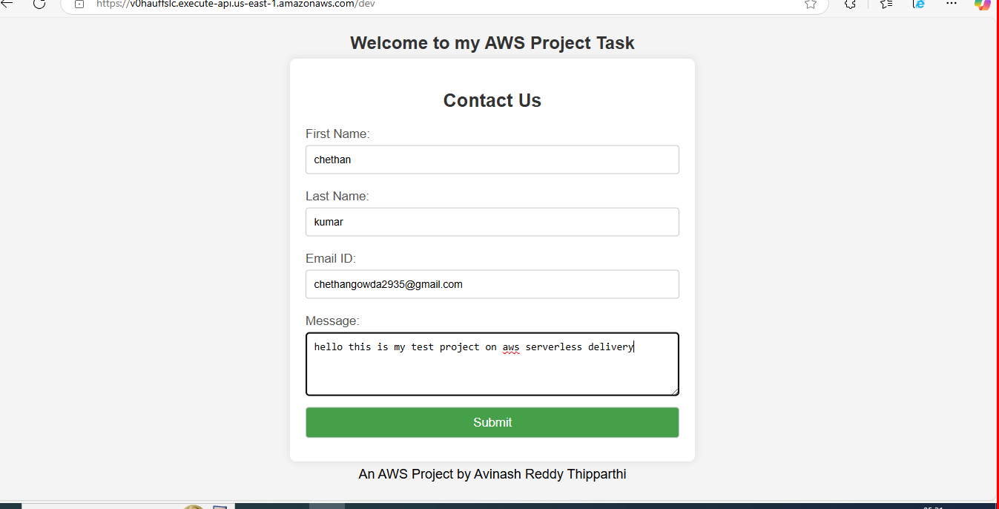 https://v0hauffslc.execute-api.us-east-1.amazonaws.com/dev
Welcome to my AWS Project Task
Contact Us
First Name:
chethan
Last Name:
kumar
Email ID:
chethangowda2935@gmail.com
Message:
hello this is my test project on aws serverless delivery
Submit
An AWS Project by Avinash Reddy Thipparthi